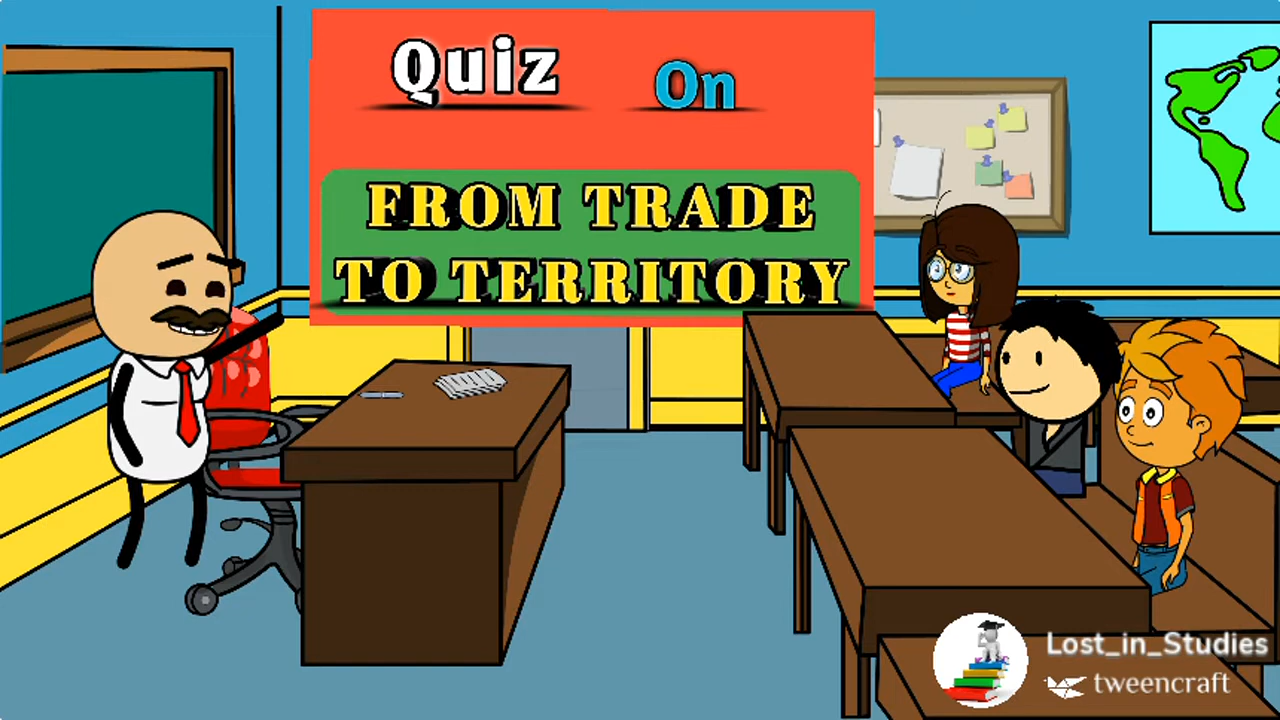 Quiz On
FROM TRADE
TO TERRITORY
Lost_in_Studies
tweencraft